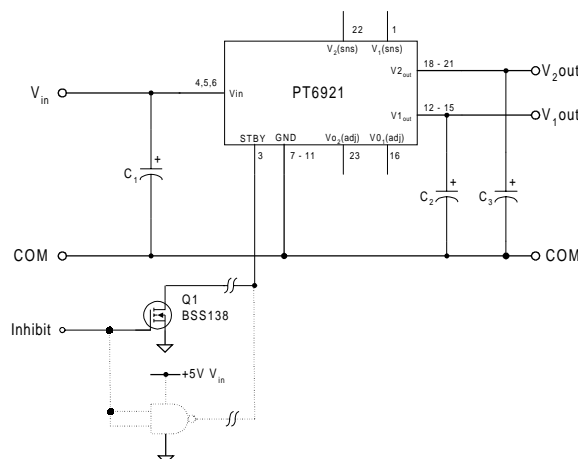 22 1
V2(sns) V1(sns)
V2out 18 - 21 V2out
Vin 4,5,6 Vin PT6921
V1out 12 - 15 V1out
STBY GND Vo2(adj) V01(adj)
3 7 - 11 23 16
+ + +
C1 C2 C3
COM COM
Q1
BSS138
Inhibit
+5V Vin